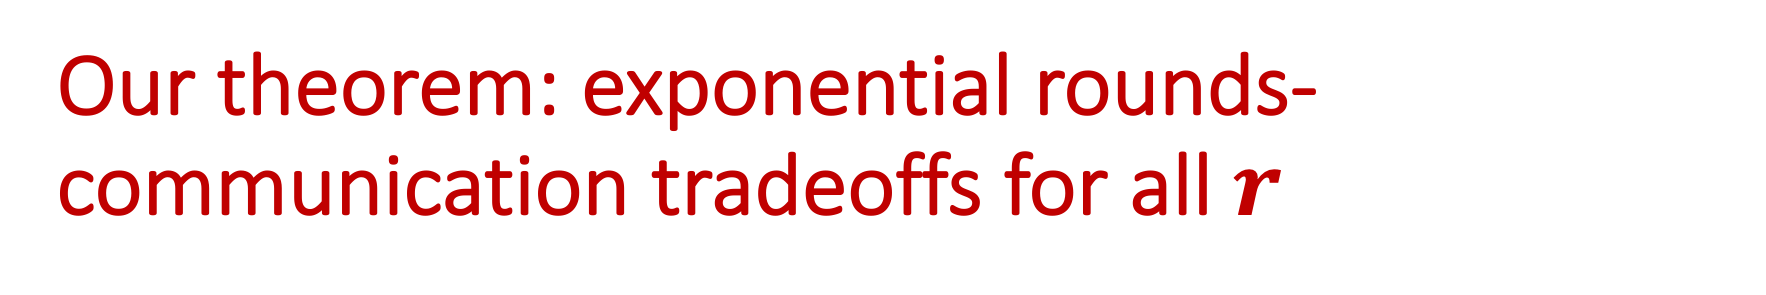 Our theorem: exponential rounds-
communication tradeoffs for all r